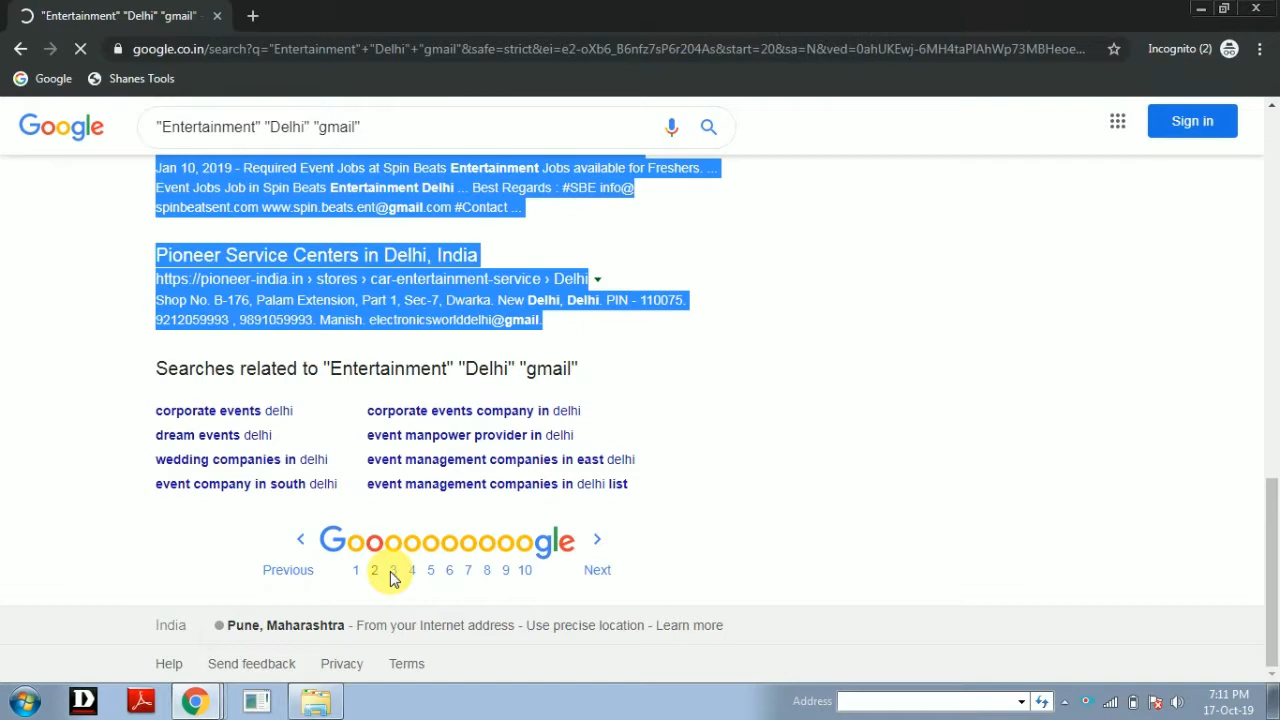 "Entertainment" "Delhi" "gmail"
google.co.in/search?q="Entertainment"+"Delhi"+"gmail"&safe=strict&ei=e2-oXb6_B6nfz7sP6r204As&start=20&sa=N&ved=0ahUKEwj-6MH4taPlAhWp73MBHeoe...
Incognito (2)
Google
Shanes Tools
Google
"Entertainment" "Delhi" "gmail"
Sign in
Jan 10, 2019 - Required Event Jobs at Spin Beats Entertainment Jobs available for Freshers. ...
Event Jobs Job in Spin Beats Entertainment Delhi ... Best Regards : #SBE info@
spinbeatsent.com www.spin.beats.ent@gmail.com #Contact ...
Pioneer Service Centers in Delhi, India
https://pioneer-india.in › stores › car-entertainment-service › Delhi
Shop No. B-176, Palam Extension, Part 1, Sec-7, Dwarka. New Delhi, Delhi. PIN - 110075.
9212059993 , 9891059993. Manish. electronicsworlddelhi@gmail.
Searches related to "Entertainment" "Delhi" "gmail"
corporate events delhi
corporate events company in delhi
dream events delhi
event manpower provider in delhi
wedding companies in delhi
event management companies in east delhi
event company in south delhi
event management companies in delhi list
Goooooooooogle
Previous 1 2 3 4 5 6 7 8 9 10 Next
India
Pune, Maharashtra - From your Internet address - Use precise location - Learn more
Help Send feedback Privacy Terms
D
Address
7:11 PM
17-Oct-19